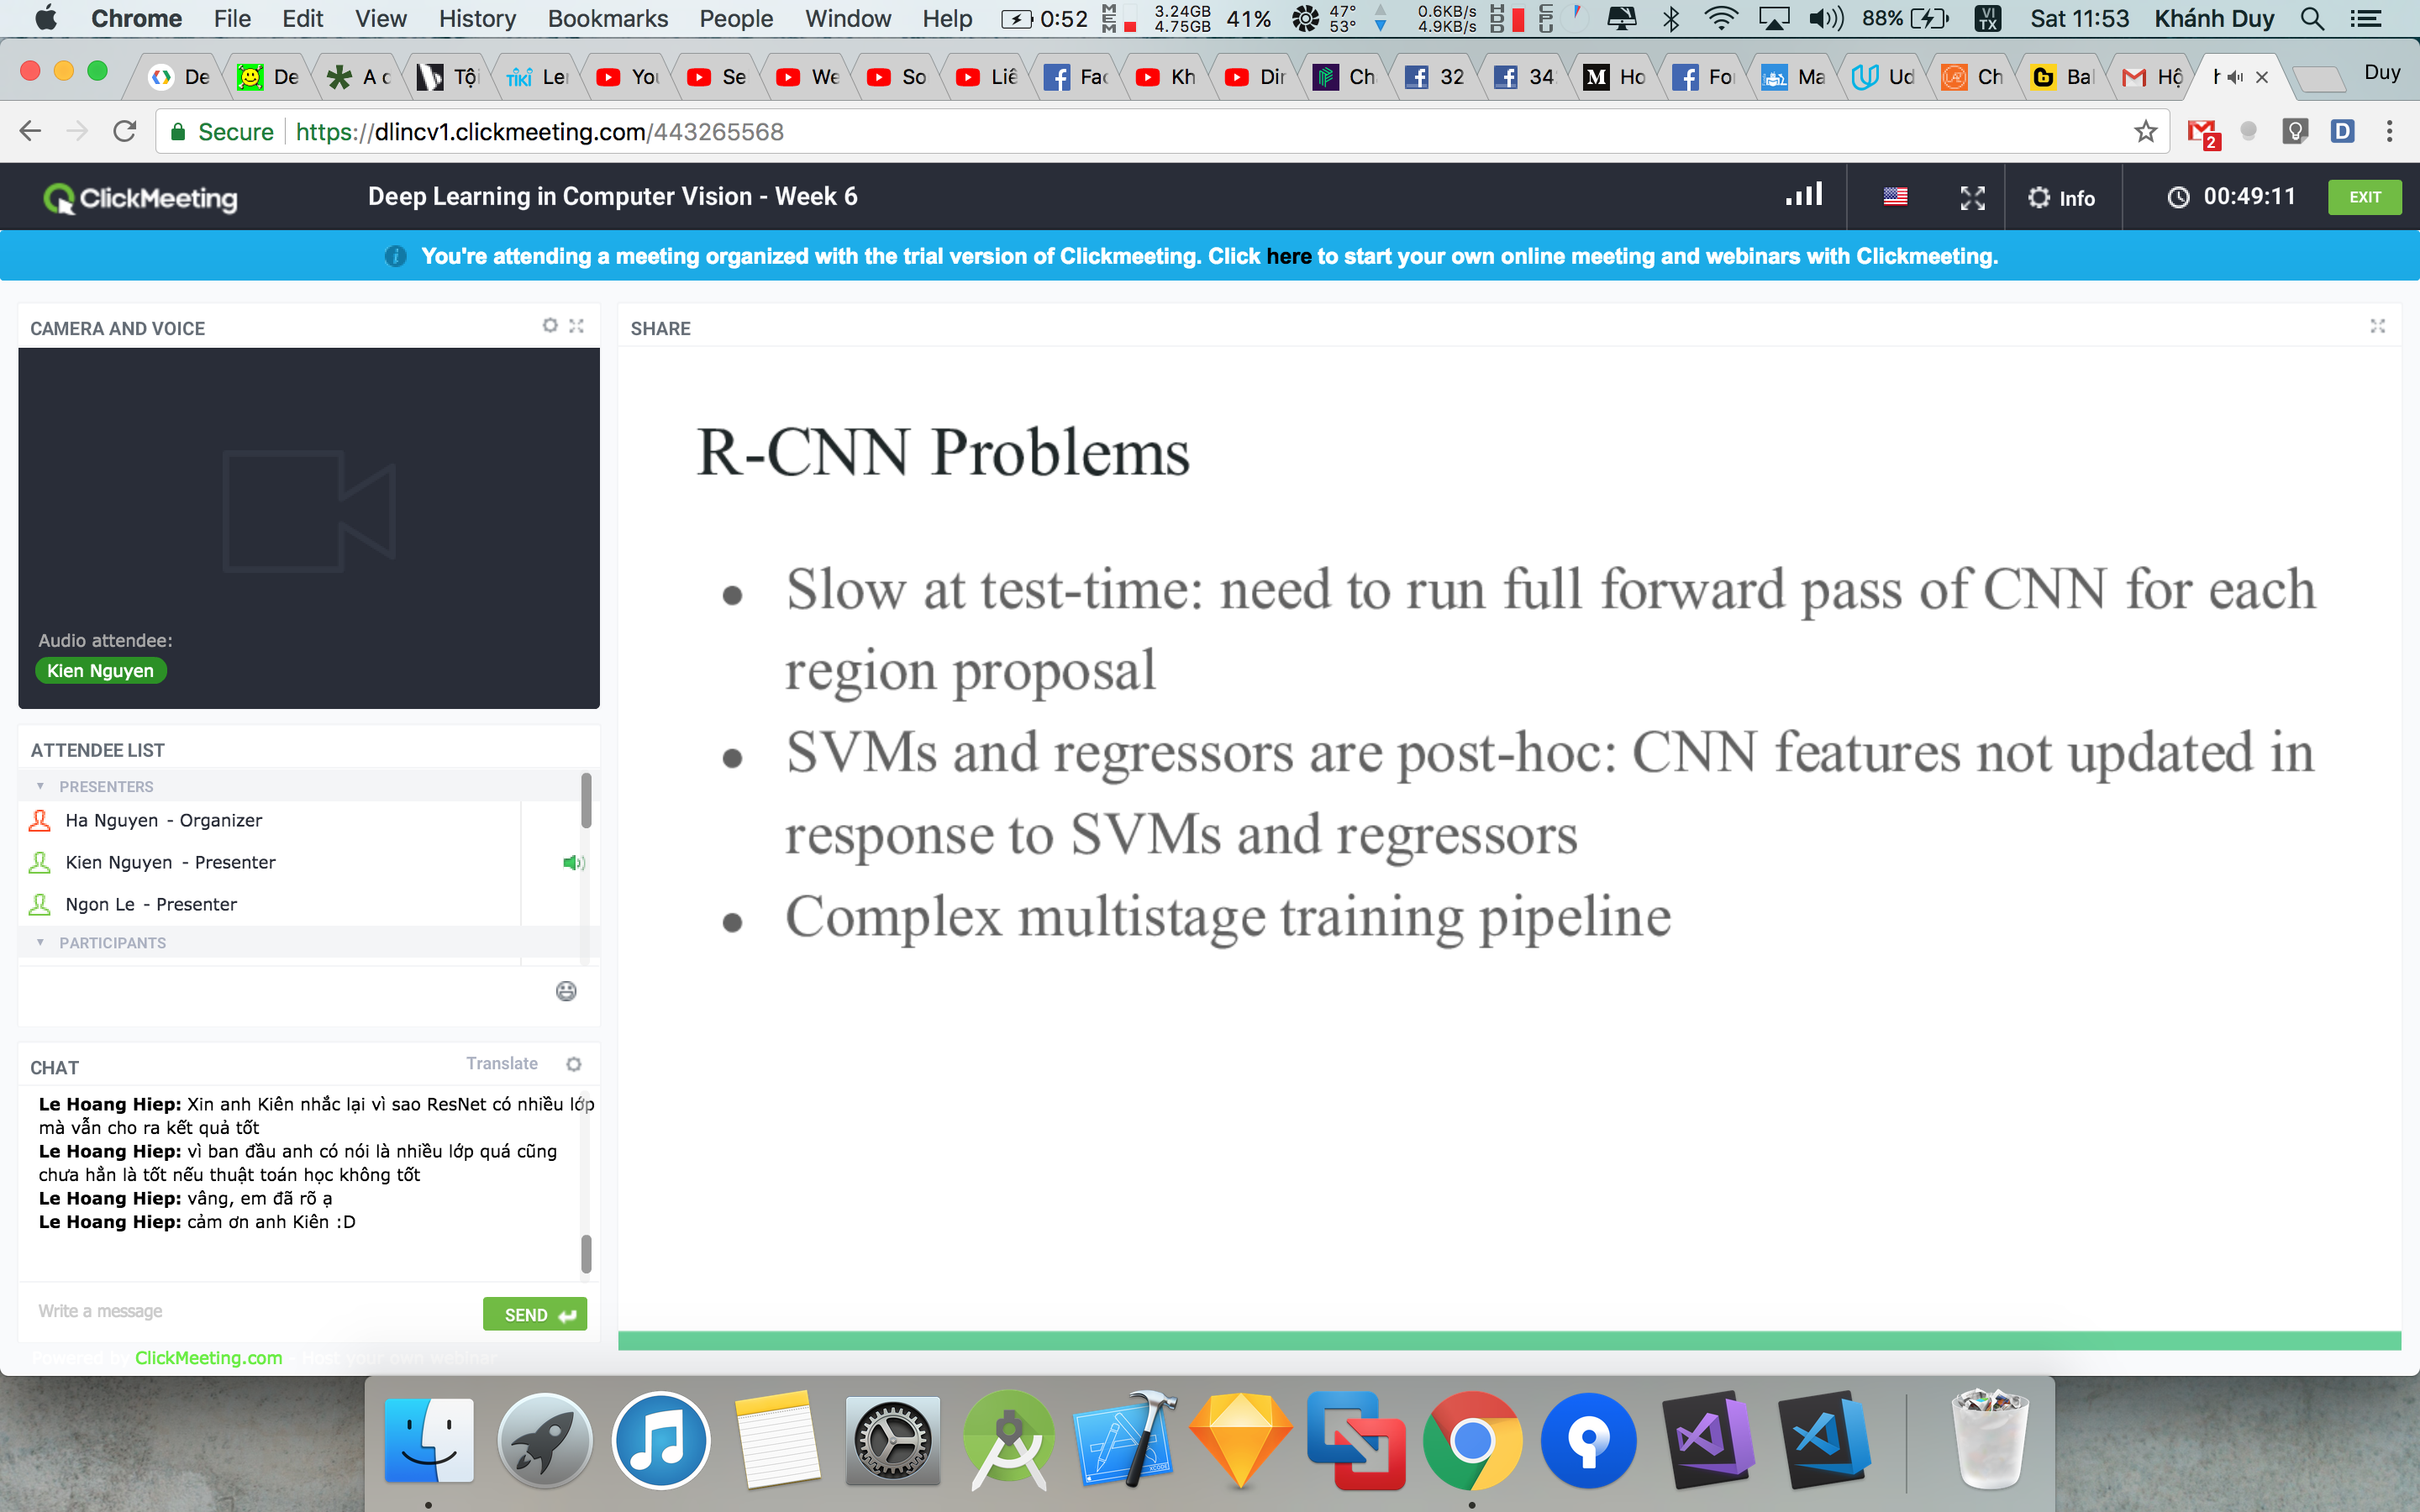 Chrome File Edit View History Bookmarks People Window Help 0:52 MEM 3.24GB 4.75GB 41% 47° 53° 0.6KB/s 4.9KB/s HDD CPU 88% VI TX Sat 11:53 Khánh Duy
De De A c Tội TIKI Ler You Se We So Liê Fac Kh Dir Ch 32 34 M Ho Fo Ma Ud Ch Bal Hộ h Duy
Secure https://dlincv1.clickmeeting.com/443265568 2 D
ClickMeeting Deep Learning in Computer Vision - Week 6 Info 00:49:11 EXIT
You're attending a meeting organized with the trial version of Clickmeeting. Click here to start your own online meeting and webinars with Clickmeeting.
CAMERA AND VOICE
Audio attendee:
Kien Nguyen
ATTENDEE LIST
PRESENTERS
Ha Nguyen - Organizer
Kien Nguyen - Presenter
Ngon Le - Presenter
PARTICIPANTS
CHAT Translate
Le Hoang Hiep: Xin anh Kiên nhắc lại vì sao ResNet có nhiều lớp
mà vẫn cho ra kết quả tốt
Le Hoang Hiep: vì ban đầu anh có nói là nhiều lớp quá cũng
chưa hẳn là tốt nếu thuật toán học không tốt
Le Hoang Hiep: vâng, em đã rõ ạ
Le Hoang Hiep: cảm ơn anh Kiên :D
Write a message SEND
Powered by ClickMeeting.com - Host your own webinar
SHARE
R-CNN Problems
● Slow at test-time: need to run full forward pass of CNN for each
region proposal
● SVMs and regressors are post-hoc: CNN features not updated in
response to SVMs and regressors
● Complex multistage training pipeline